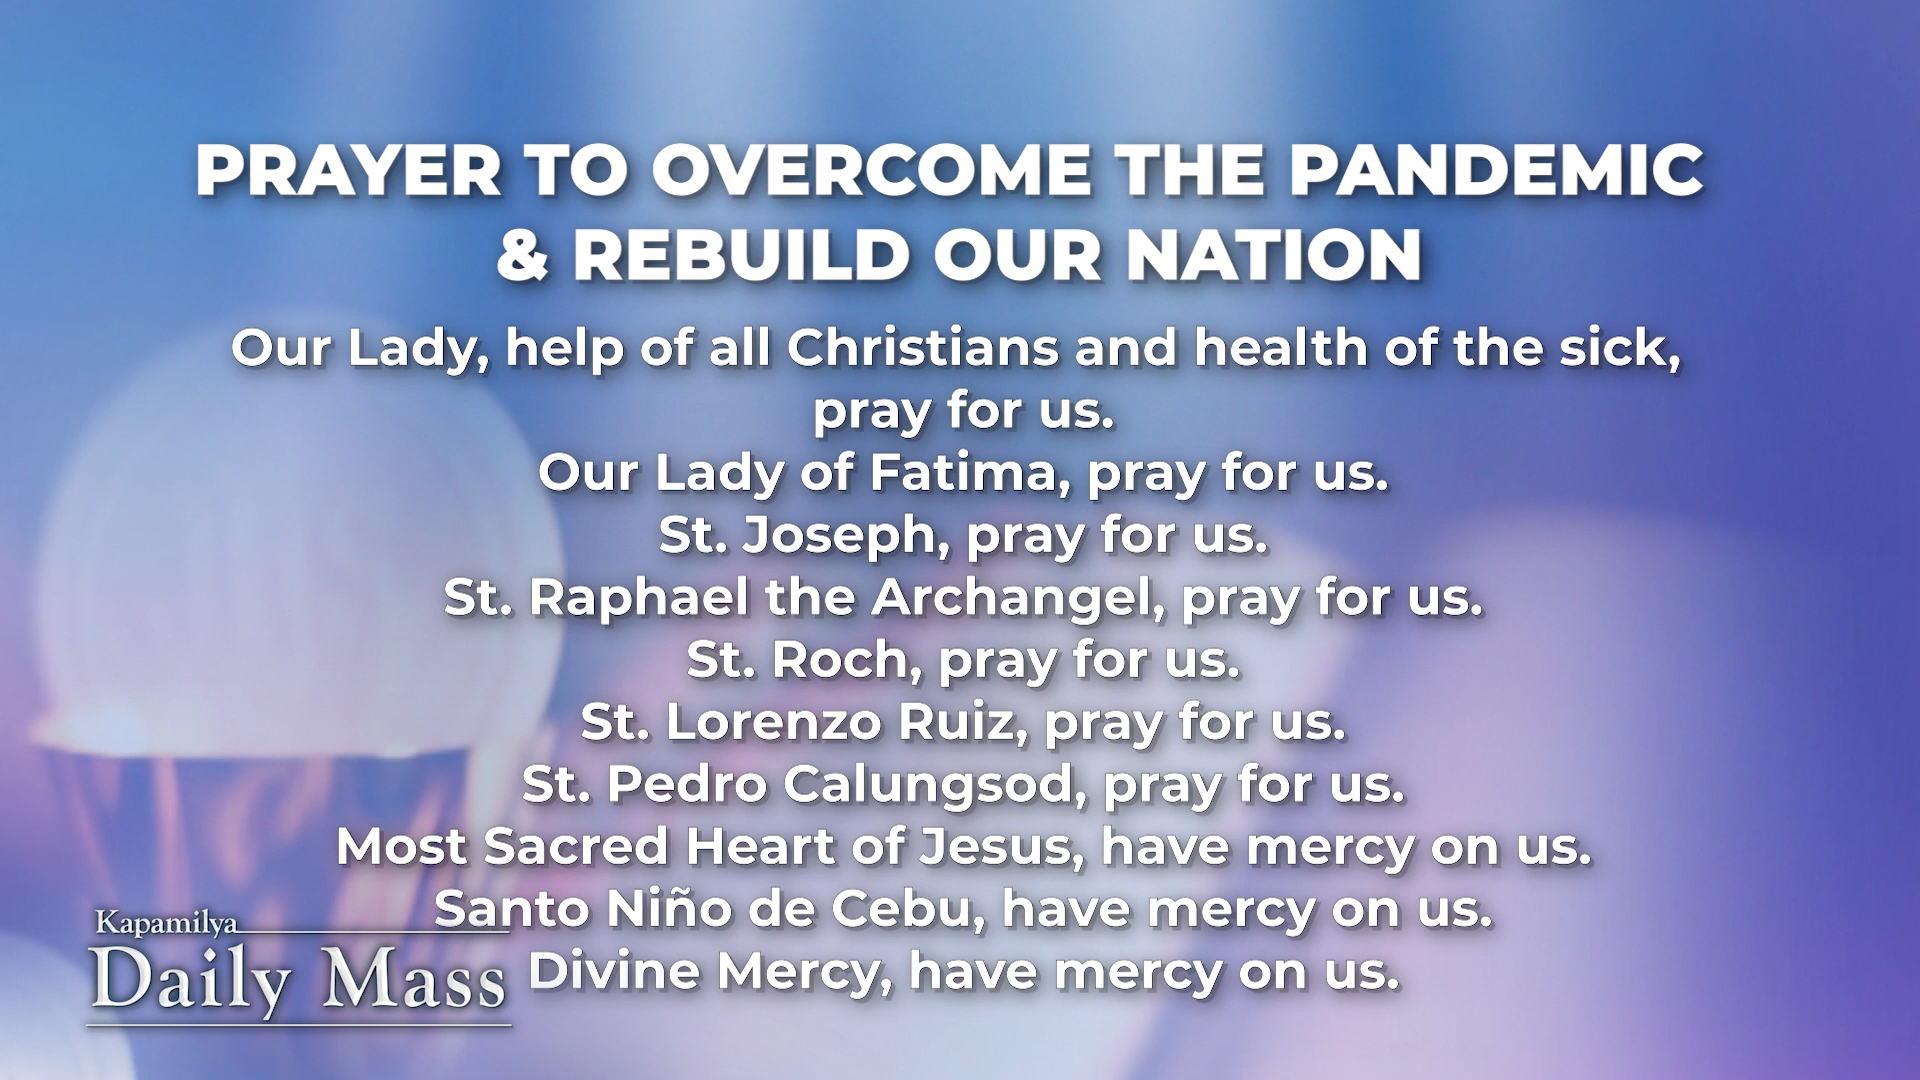 PRAYER TO OVERCOME THE PANDEMIC
& REBUILD OUR NATION
Our Lady, help of all Christians and health of the sick,
pray for us.
Our Lady of Fatima, pray for us.
St. Joseph, pray for us.
St. Raphael the Archangel, pray for us.
St. Roch, pray for us.
St. Lorenzo Ruiz, pray for us.
St. Pedro Calungsod, pray for us.
Most Sacred Heart of Jesus, have mercy on us.
Santo Niño de Cebu, have mercy on us.
Divine Mercy, have mercy on us.
Kapamilya
Daily Mass